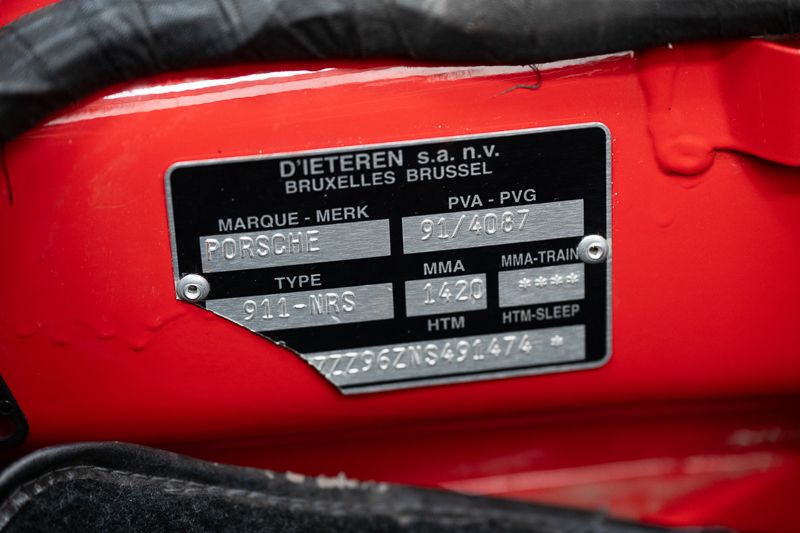 D'IETEREN s.a. n.v.
BRUXELLES BRUSSEL
MARQUE - MERK PVA - PVG
PORSCHE 91/4087
TYPE MMA MMA-TRAIN
911-NRS 1420 ****
HTM HTM-SLEEP
ZZZ96ZNS491474 *